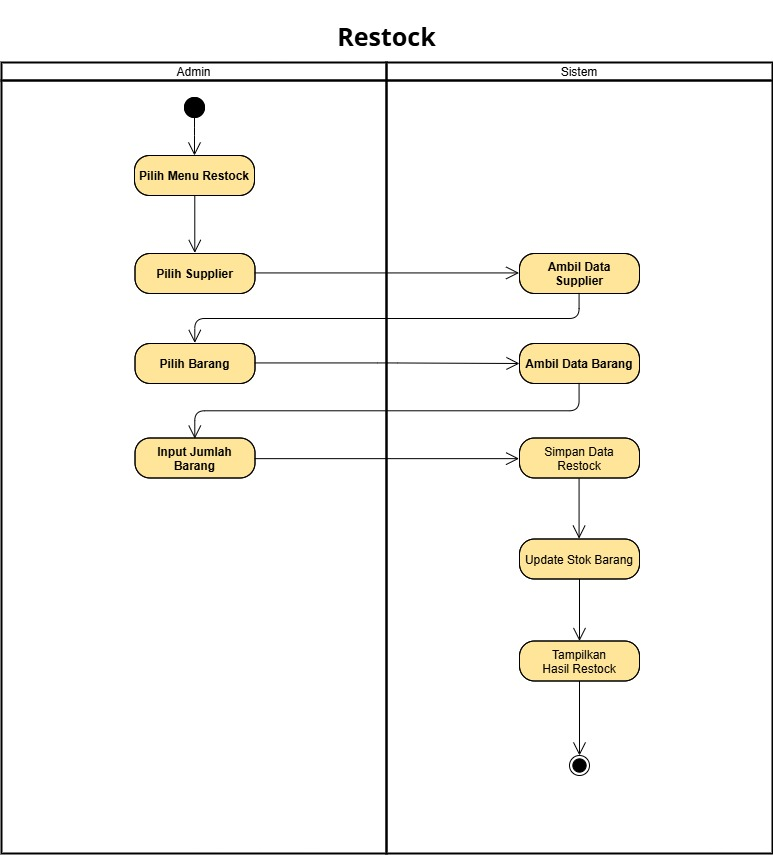 Restock
Admin
Sistem
Pilih Menu Restock
Pilih Supplier
Ambil Data
Supplier
Pilih Barang
Ambil Data Barang
Input Jumlah
Barang
Simpan Data
Restock
Update Stok Barang
Tampilkan
Hasil Restock